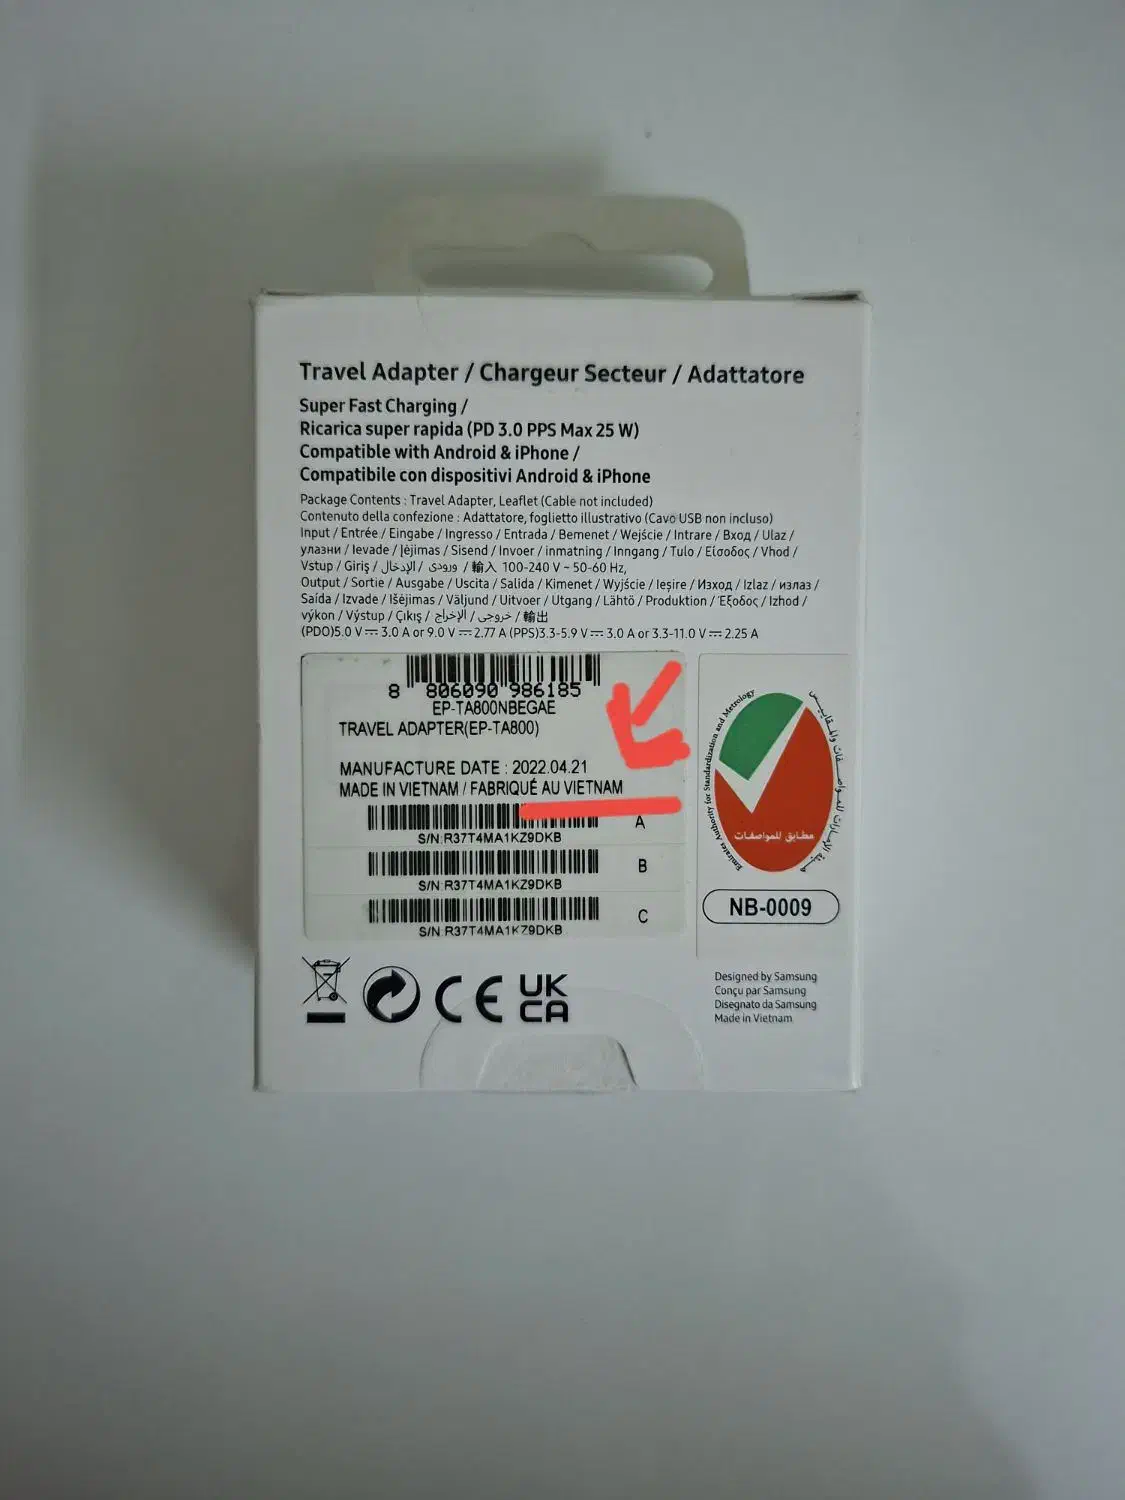 Travel Adapter / Chargeur Secteur / Adattatore
Super Fast Charging /
Ricarica super rapida (PD 3.0 PPS Max 25 W)
Compatible with Android & iPhone /
Compatibile con dispositivi Android & iPhone
Package Contents : Travel Adapter, Leaflet (Cable not included)
Contenuto della confezione : Adattatore, foglietto illustrativo (Cavo USB non incluso)
Input / Entrée / Eingabe / Ingresso / Entrada / Bemenet / Wejście / Intrare / Вход / Ulaz /
улазни / Ievade / Įėjimas / Sisend / Invoer / inmatning / Inngang / Tulo / Είσοδος / Vhod /
Vstup / Giriş / الإدخال / ورودی / 輸入 100-240 V ~ 50-60 Hz,
Output / Sortie / Ausgabe / Uscita / Salida / Kimenet / Wyjście / Ieșire / Изход / Izlaz / излаз /
Saída / Izvade / Išėjimas / Väljund / Uitvoer / Utgang / Lähtö / Produktion / Έξοδος / Izhod /
výkon / Výstup / Çıkış / الإخراج / خروجی / 輸出
(PDO)5.0 V ⎓ 3.0 A or 9.0 V ⎓ 2.77 A (PPS)3.3-5.9 V ⎓ 3.0 A or 3.3-11.0 V ⎓ 2.25 A
8 806090 986185
EP-TA800NBEGAE
TRAVEL ADAPTER(EP-TA800)
MANUFACTURE DATE : 2022.04.21
MADE IN VIETNAM / FABRIQUÉ AU VIETNAM
A
S/N:R37T4MA1KZ9DKB
B
S/N:R37T4MA1KZ9DKB
C
S/N:R37T4MA1KZ9DKB
Emirates Authority for Standardization and Metrology
هيئة الإمارات للمواصفات والمقاييس
مطابق للمواصفات
NB-0009
CE
UK
CA
Designed by Samsung
Conçu par Samsung
Disegnato da Samsung
Made in Vietnam